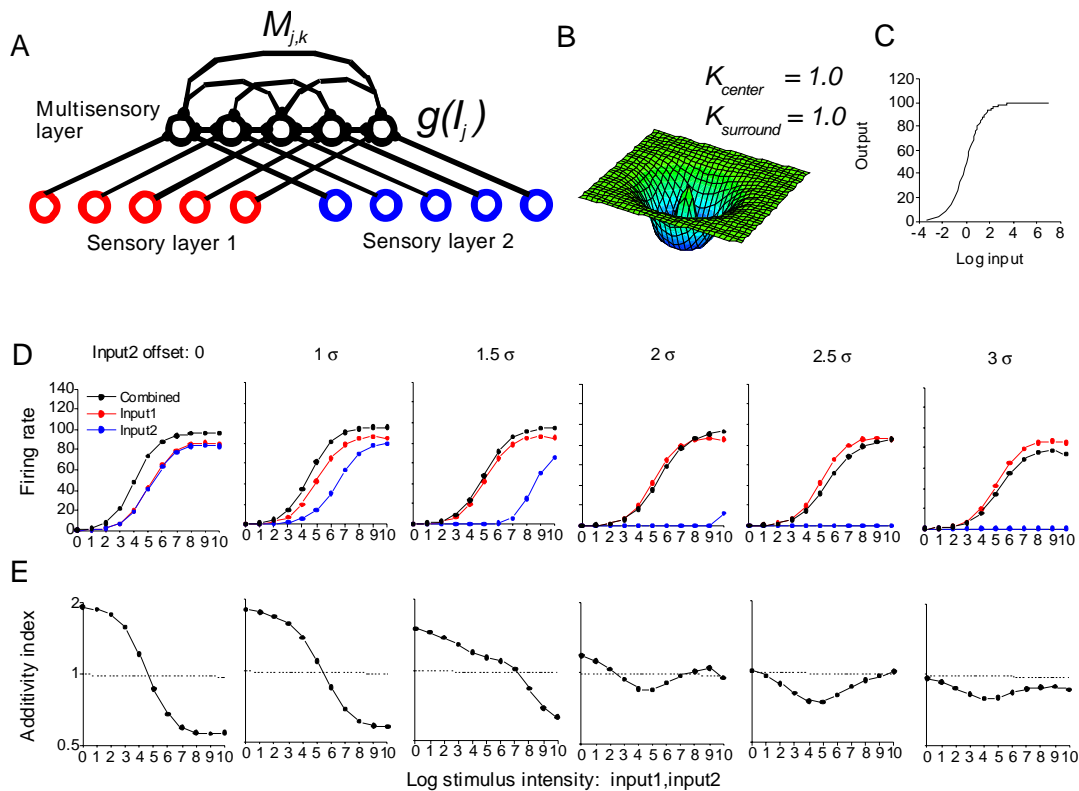 A
M_{j,k}
Multisensory
layer
g(I_j)
Sensory layer 1
Sensory layer 2
B
K_{center} = 1.0
K_{surround} = 1.0
C
120
100
80
60
40
20
0
Output
-4 -2 0 2 4 6 8
Log input
D
Input2 offset: 0
1 σ
1.5 σ
2 σ
2.5 σ
3 σ
140
120
100
80
60
40
20
0
Firing rate
Combined
Input1
Input2
0 1 2 3 4 5 6 7 8 9 10
0 1 2 3 4 5 6 7 8 9 10
0 1 2 3 4 5 6 7 8 9 10
0 1 2 3 4 5 6 7 8 9 10
0 1 2 3 4 5 6 7 8 9 10
0 1 2 3 4 5 6 7 8 9 10
E
2
1
0.5
Additivity index
0 1 2 3 4 5 6 7 8 9 10
0 1 2 3 4 5 6 7 8 9 10
0 1 2 3 4 5 6 7 8 9 10
0 1 2 3 4 5 6 7 8 9 10
0 1 2 3 4 5 6 7 8 9 10
0 1 2 3 4 5 6 7 8 9 10
Log stimulus intensity: input1,input2